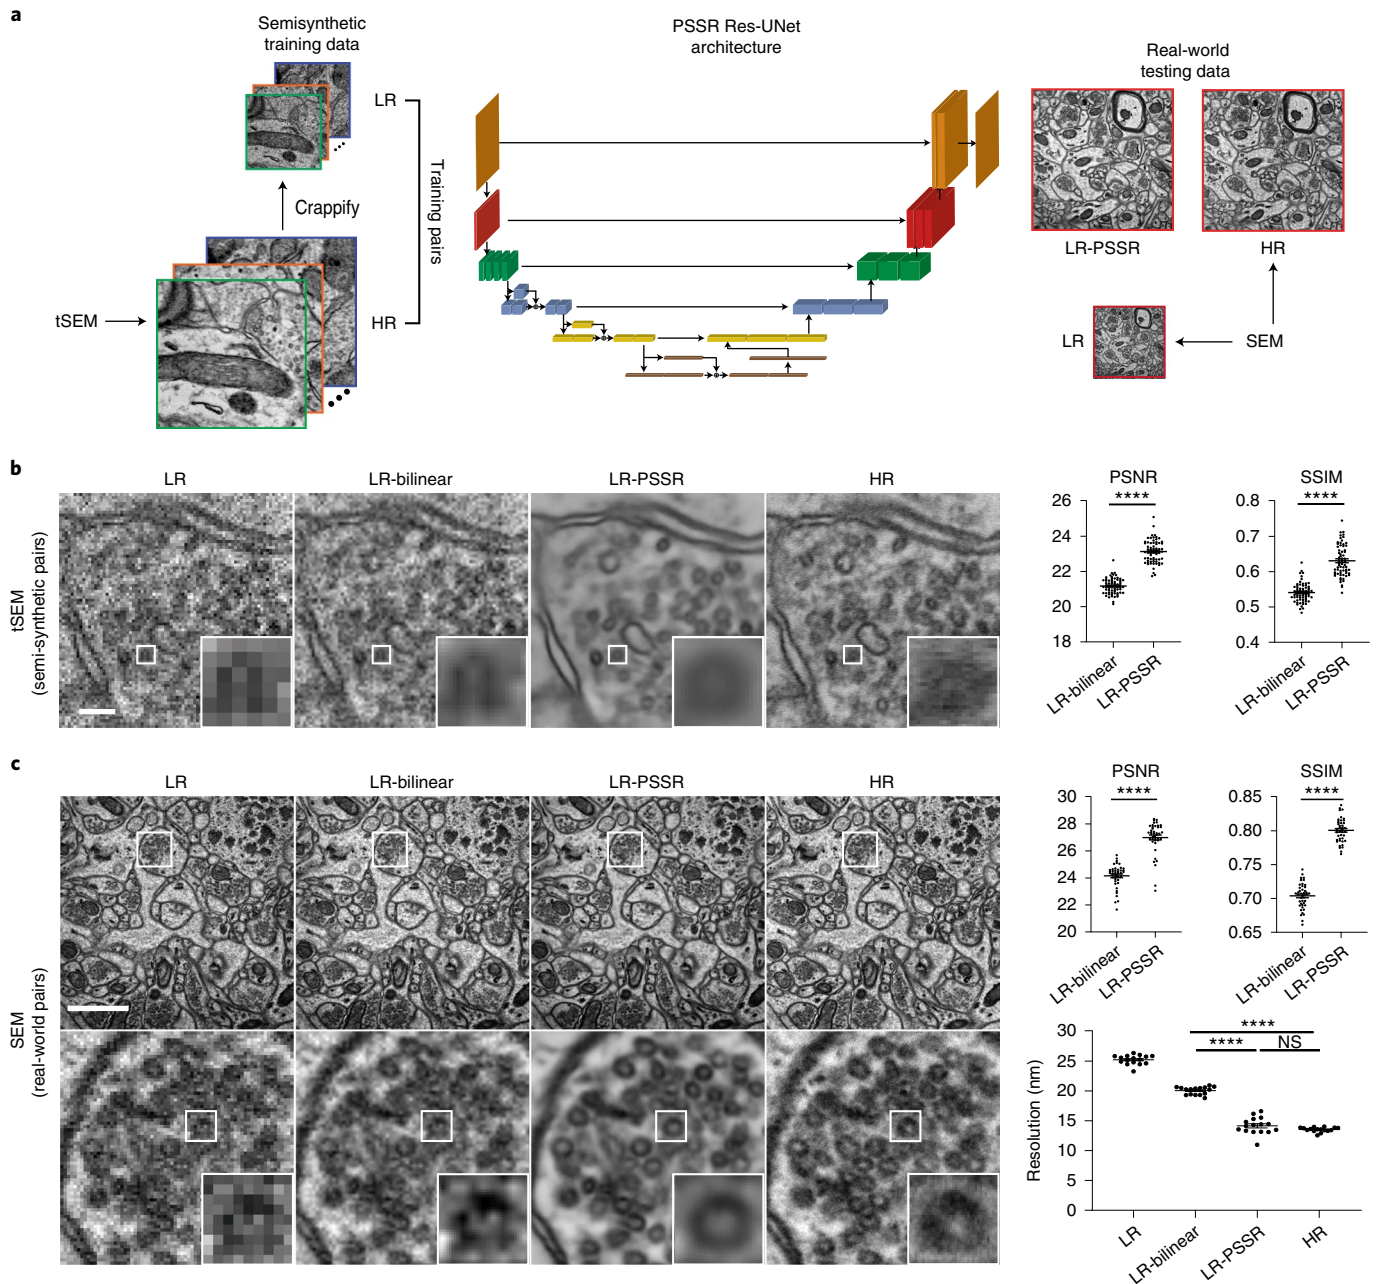 a
Semisynthetic
training data
PSSR Res-UNet
architecture
Real-world
testing data
LR
Crappify
Training pairs
LR-PSSR
HR
tSEM
HR
LR
SEM
b
LR
LR-bilinear
LR-PSSR
HR
tSEM
(semi-synthetic pairs)
PSNR
****
26
24
22
20
18
LR-bilinear
LR-PSSR
SSIM
****
0.8
0.7
0.6
0.5
0.4
LR-bilinear
LR-PSSR
c
LR
LR-bilinear
LR-PSSR
HR
SEM
(real-world pairs)
PSNR
****
30
28
26
24
22
20
LR-bilinear
LR-PSSR
SSIM
****
0.85
0.80
0.75
0.70
0.65
LR-bilinear
LR-PSSR
****
**** NS
Resolution (nm)
30
25
20
15
10
5
0
LR
LR-bilinear
LR-PSSR
HR